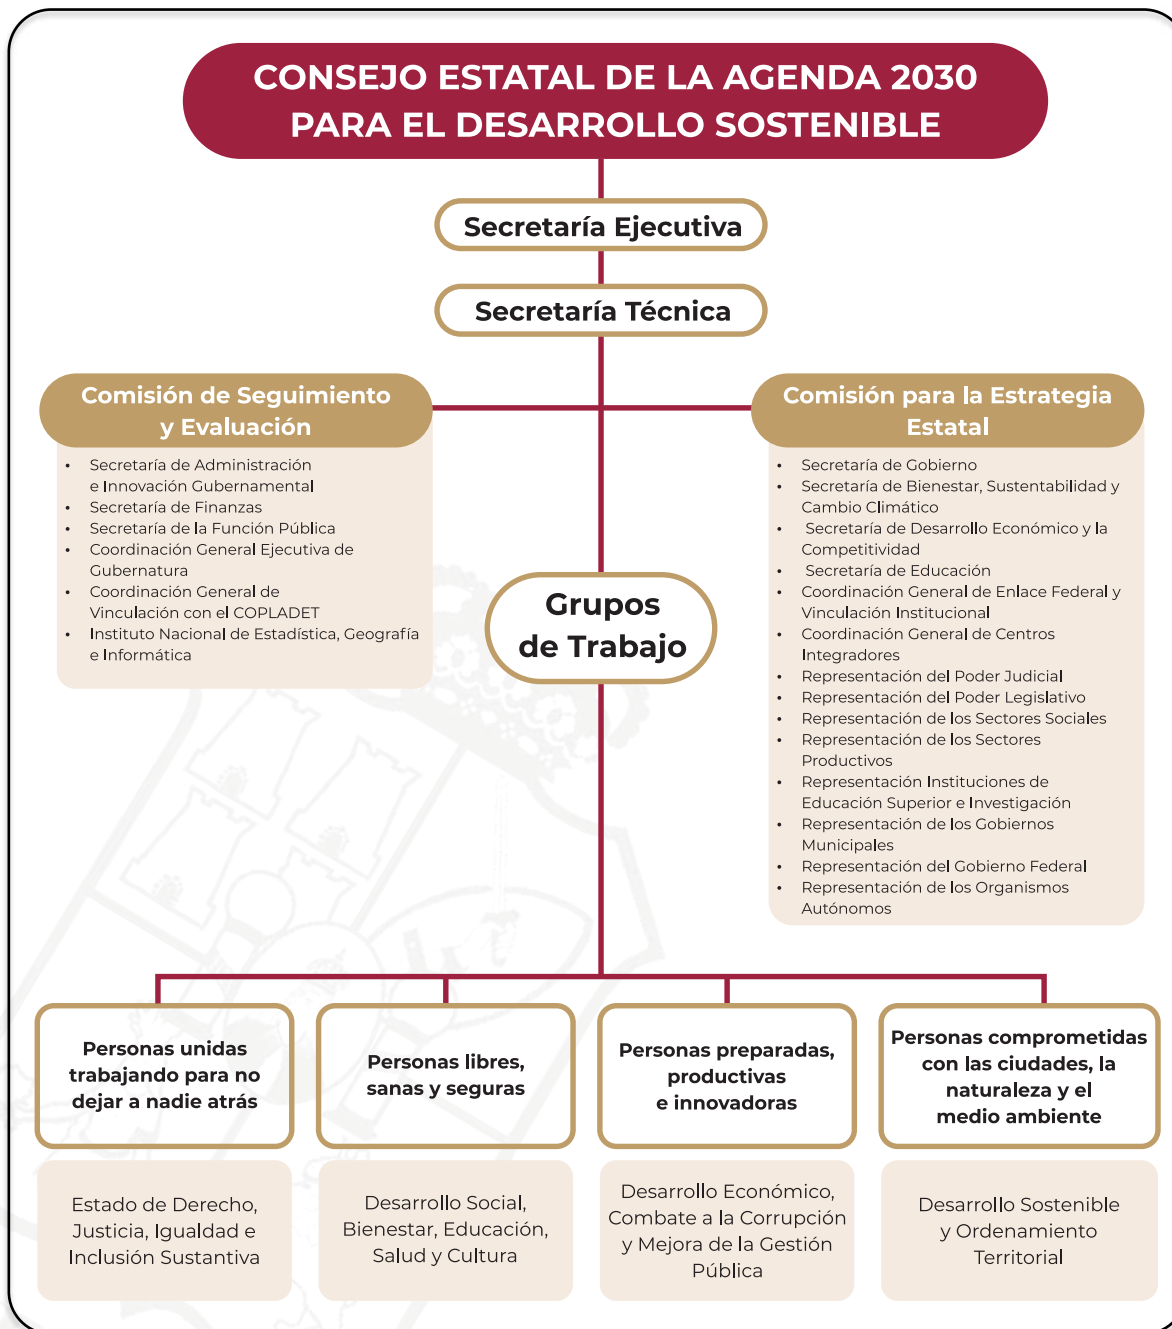 CONSEJO ESTATAL DE LA AGENDA 2030
PARA EL DESARROLLO SOSTENIBLE
Secretaría Ejecutiva
Secretaría Técnica
Comisión de Seguimiento
y Evaluación
• Secretaría de Administración
e Innovación Gubernamental
• Secretaría de Finanzas
• Secretaría de la Función Pública
• Coordinación General Ejecutiva de
Gubernatura
• Coordinación General de
Vinculación con el COPLADET
• Instituto Nacional de Estadística, Geografía
e Informática
Comisión para la Estrategia
Estatal
• Secretaría de Gobierno
• Secretaría de Bienestar, Sustentabilidad y
Cambio Climático
• Secretaría de Desarrollo Económico y la
Competitividad
• Secretaría de Educación
• Coordinación General de Enlace Federal y
Vinculación Institucional
• Coordinación General de Centros
Integradores
• Representación del Poder Judicial
• Representación del Poder Legislativo
• Representación de los Sectores Sociales
• Representación de los Sectores
Productivos
• Representación Instituciones de
Educación Superior e Investigación
• Representación de los Gobiernos
Municipales
• Representación del Gobierno Federal
• Representación de los Organismos
Autónomos
Grupos
de Trabajo
Personas unidas
trabajando para no
dejar a nadie atrás
Estado de Derecho,
Justicia, Igualdad e
Inclusión Sustantiva
Personas libres,
sanas y seguras
Desarrollo Social,
Bienestar, Educación,
Salud y Cultura
Personas preparadas,
productivas
e innovadoras
Desarrollo Económico,
Combate a la Corrupción
y Mejora de la Gestión
Pública
Personas comprometidas
con las ciudades, la
naturaleza y el
medio ambiente
Desarrollo Sostenible
y Ordenamiento
Territorial